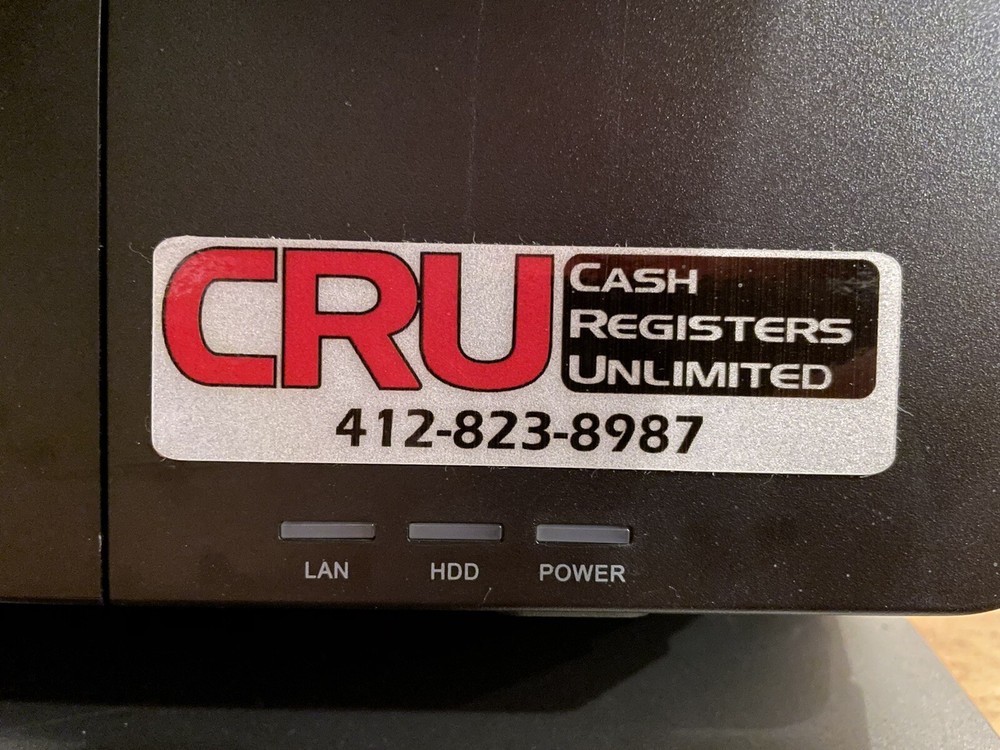 CRU
CASH
REGISTERS
UNLIMITED
412-823-8987
LAN HDD POWER